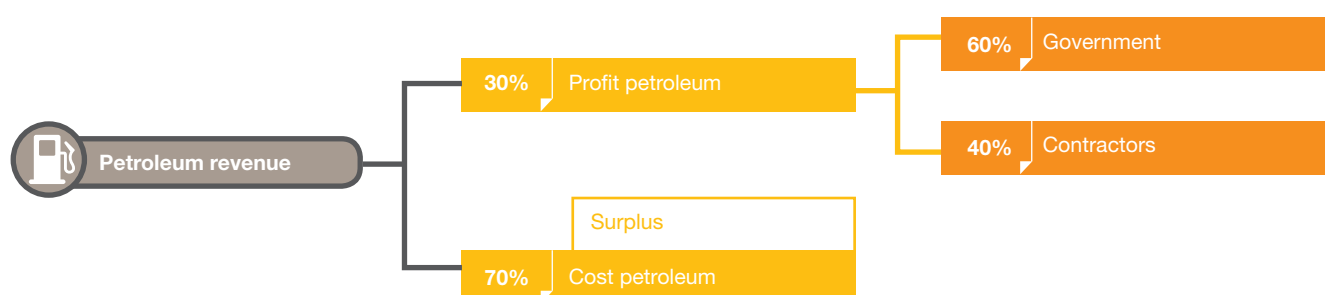 60% Government
30% Profit petroleum
Petroleum revenue
40% Contractors
Surplus
70% Cost petroleum